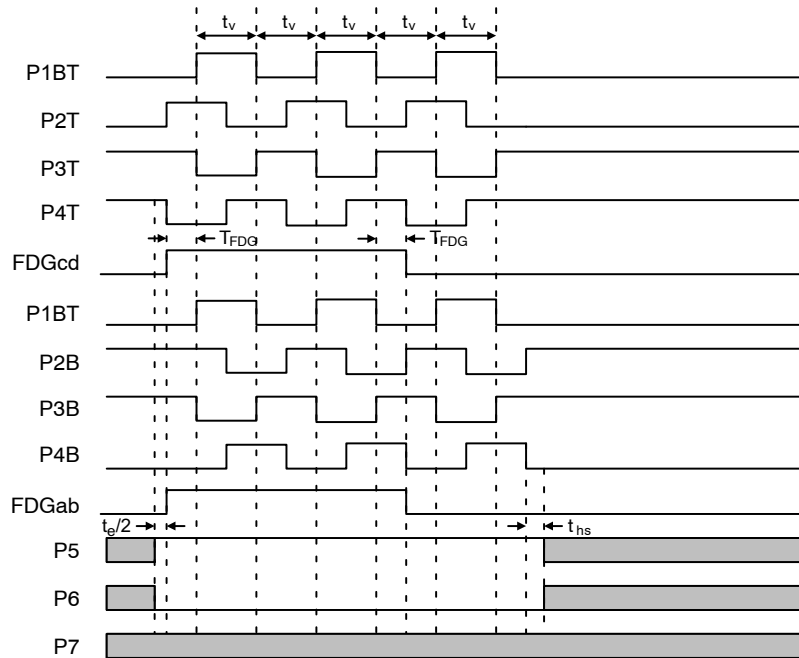 tv tv tv tv tv
P1BT
P2T
P3T
P4T
TFDG TFDG
FDGcd
P1BT
P2B
P3B
P4B
FDGab
te/2 ths
P5
P6
P7